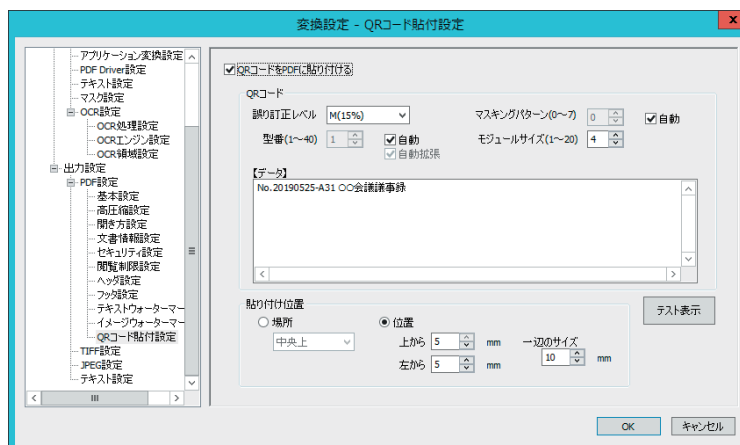 変換設定 - QRコード貼付設定
x
アプリケーション変換設定
PDF Driver設定
テキスト設定
マスク設定
OCR設定
OCR処理設定
OCRエンジン設定
OCR領域設定
出力設定
PDF設定
基本設定
高圧縮設定
開き方設定
文書情報設定
セキュリティ設定
閲覧制限設定
ヘッダ設定
フッタ設定
テキストウォーターマー
イメージウォーターマー
QRコード貼付設定
TIFF設定
JPEG設定
テキスト設定
QRコードをPDFに貼り付ける
QRコード
誤り訂正レベル M(15%) マスキングパターン(0～7) 0 自動
型番(1～40) 1 自動 モジュールサイズ(1～20) 4
自動拡張
【データ】
No.20190525-A31 〇〇会議議事録
貼り付け位置
場所 位置
中央上 上から 5 mm 一辺のサイズ
左から 5 mm 10 mm
テスト表示
OK キャンセル